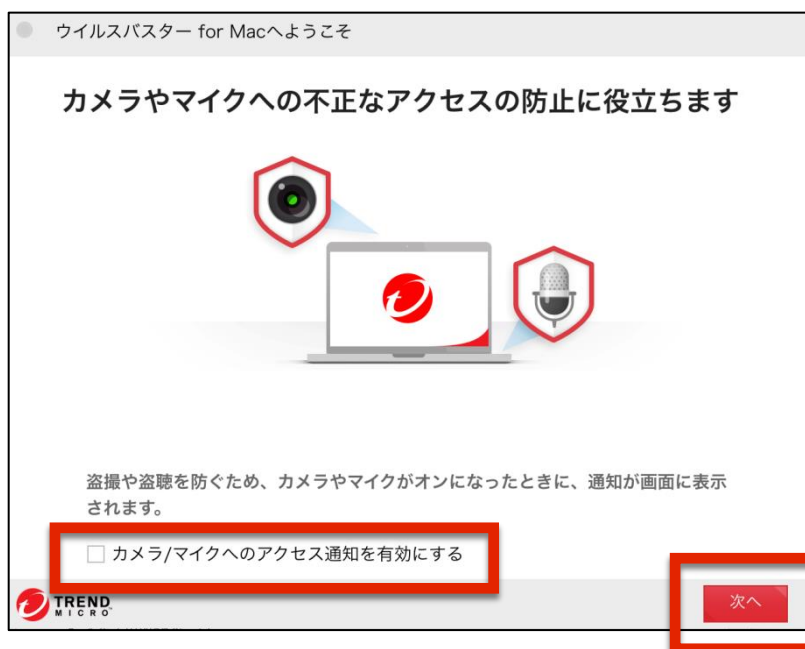 ウイルスバスター for Macへようこそ
カメラやマイクへの不正なアクセスの防止に役立ちます
盗撮や盗聴を防ぐため、カメラやマイクがオンになったときに、通知が画面に表示
されます。
カメラ/マイクへのアクセス通知を有効にする
TREND
MICRO
次へ